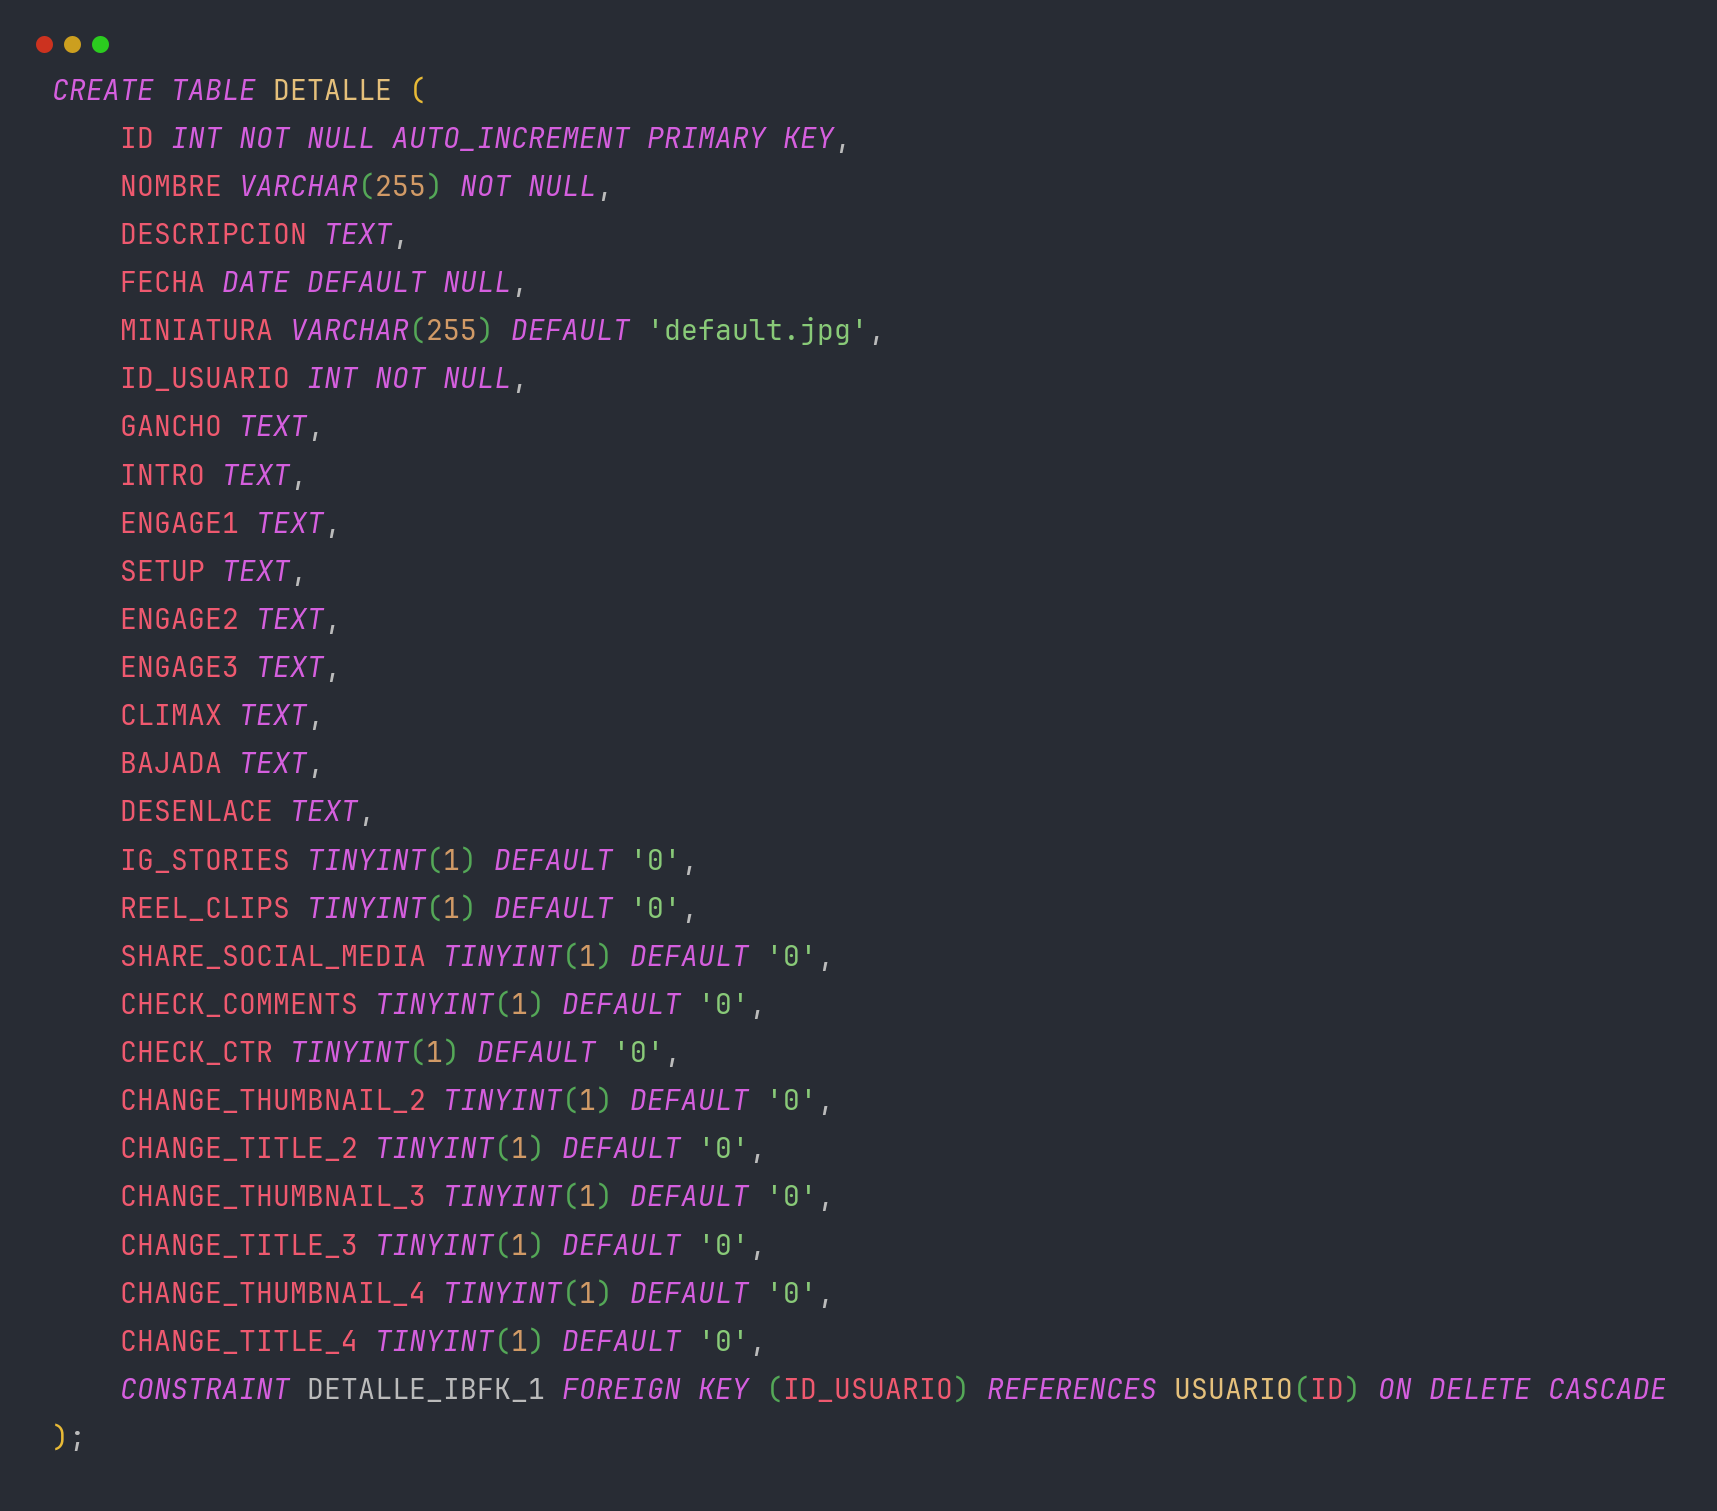 CREATE TABLE DETALLE (
    ID INT NOT NULL AUTO_INCREMENT PRIMARY KEY,
    NOMBRE VARCHAR(255) NOT NULL,
    DESCRIPCION TEXT,
    FECHA DATE DEFAULT NULL,
    MINIATURA VARCHAR(255) DEFAULT 'default.jpg',
    ID_USUARIO INT NOT NULL,
    GANCHO TEXT,
    INTRO TEXT,
    ENGAGE1 TEXT,
    SETUP TEXT,
    ENGAGE2 TEXT,
    ENGAGE3 TEXT,
    CLIMAX TEXT,
    BAJADA TEXT,
    DESENLACE TEXT,
    IG_STORIES TINYINT(1) DEFAULT '0',
    REEL_CLIPS TINYINT(1) DEFAULT '0',
    SHARE_SOCIAL_MEDIA TINYINT(1) DEFAULT '0',
    CHECK_COMMENTS TINYINT(1) DEFAULT '0',
    CHECK_CTR TINYINT(1) DEFAULT '0',
    CHANGE_THUMBNAIL_2 TINYINT(1) DEFAULT '0',
    CHANGE_TITLE_2 TINYINT(1) DEFAULT '0',
    CHANGE_THUMBNAIL_3 TINYINT(1) DEFAULT '0',
    CHANGE_TITLE_3 TINYINT(1) DEFAULT '0',
    CHANGE_THUMBNAIL_4 TINYINT(1) DEFAULT '0',
    CHANGE_TITLE_4 TINYINT(1) DEFAULT '0',
    CONSTRAINT DETALLE_IBFK_1 FOREIGN KEY (ID_USUARIO) REFERENCES USUARIO(ID) ON DELETE CASCADE
);